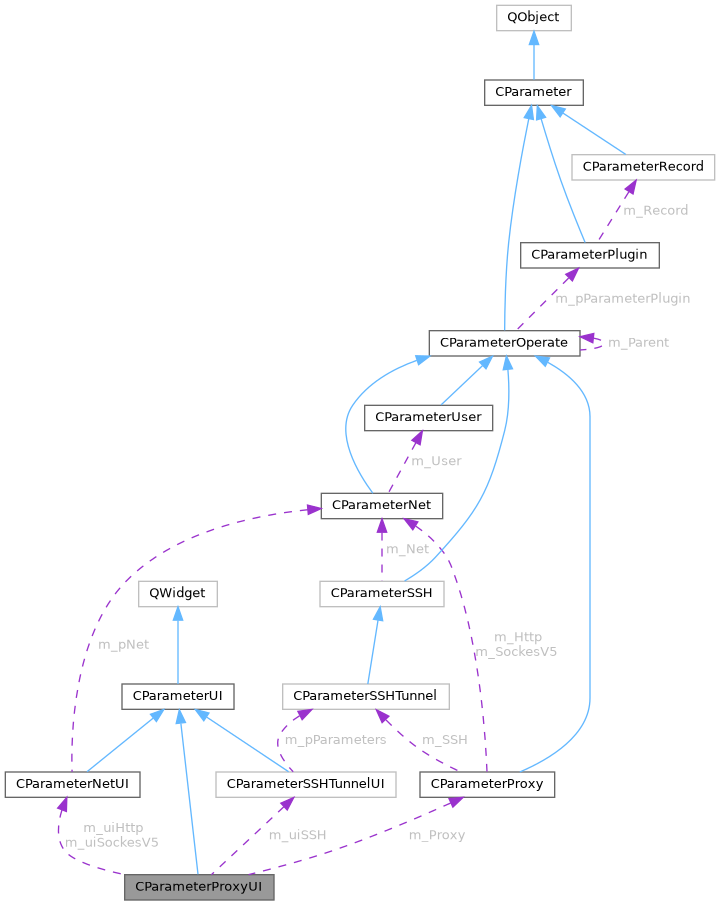 QObject
CParameter
CParameterRecord
m_Record
CParameterPlugin
m_pParameterPlugin
CParameterOperate
m_Parent
CParameterUser
m_User
CParameterNet
m_Net
QWidget
CParameterSSH
m_pNet
m_Http
m_SockesV5
CParameterUI
CParameterSSHTunnel
m_pParameters
m_SSH
CParameterNetUI
CParameterSSHTunnelUI
CParameterProxy
m_uiHttp
m_uiSockesV5
m_uiSSH
m_Proxy
CParameterProxyUI